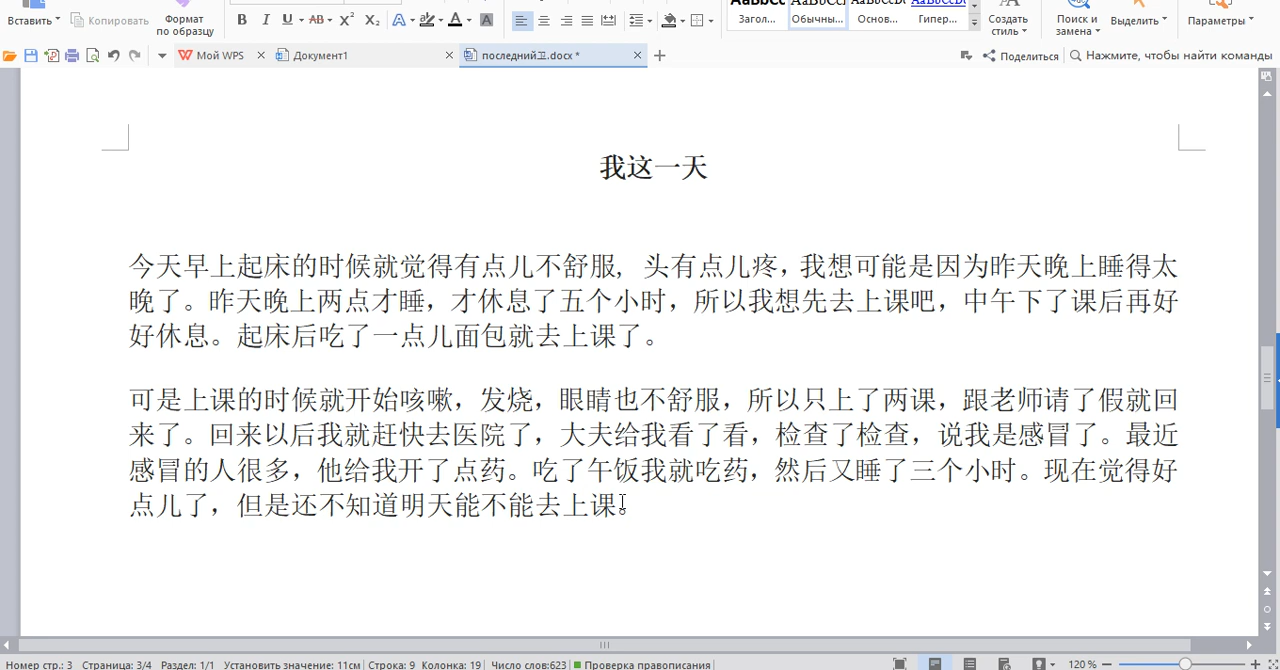 Вставить
Копировать
Формат
по образцу
B I U AB X² X₂ A A A
AaBbCc AaBbCcI AaBbCcDd AaBbCcDd
Загол... Обычны... Основ... Гипер...
Создать
стиль
Поиск и
замена
Выделить
Параметры
Мой WPS
Документ1
последний卫.docx *
Поделиться
Нажмите, чтобы найти команды
我这一天
今天早上起床的时候就觉得有点儿不舒服, 头有点儿疼，我想可能是因为昨天晚上睡得太
晚了。昨天晚上两点才睡，才休息了五个小时，所以我想先去上课吧，中午下了课后再好
好休息。起床后吃了一点儿面包就去上课了。
可是上课的时候就开始咳嗽，发烧，眼睛也不舒服，所以只上了两课，跟老师请了假就回
来了。回来以后我就赶快去医院了，大夫给我看了看，检查了检查，说我是感冒了。最近
感冒的人很多，他给我开了点药。吃了午饭我就吃药，然后又睡了三个小时。现在觉得好
点儿了，但是还不知道明天能不能去上课。
Номер стр.: 3 Страница: 3/4 Раздел: 1/1 Установить значение: 11см Строка: 9 Колонка: 19 Число слов:623 Проверка правописания 120 %